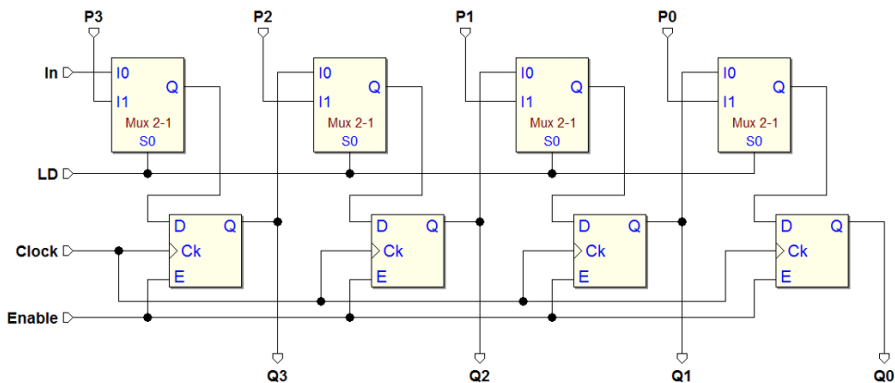 P3 P2 P1 P0
In I0 I0 I0 I0
Q Q Q Q
I1 I1 I1 I1
Mux 2-1 Mux 2-1 Mux 2-1 Mux 2-1
S0 S0 S0 S0
LD
D Q D Q D Q D Q
Clock Ck Ck Ck Ck
E E E E
Enable
Q3 Q2 Q1 Q0